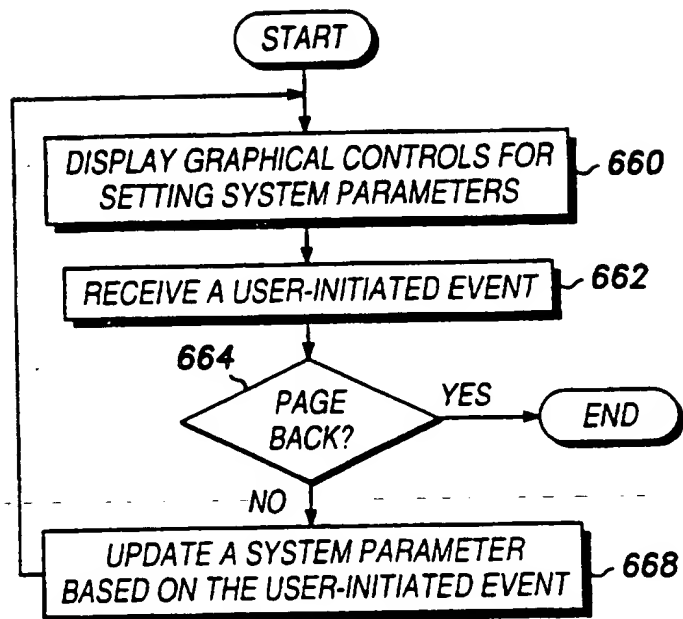 START
DISPLAY GRAPHICAL CONTROLS FOR
SETTING SYSTEM PARAMETERS
660
RECEIVE A USER-INITIATED EVENT
662
664
PAGE
BACK?
YES
END
NO
UPDATE A SYSTEM PARAMETER
BASED ON THE USER-INITIATED EVENT
668